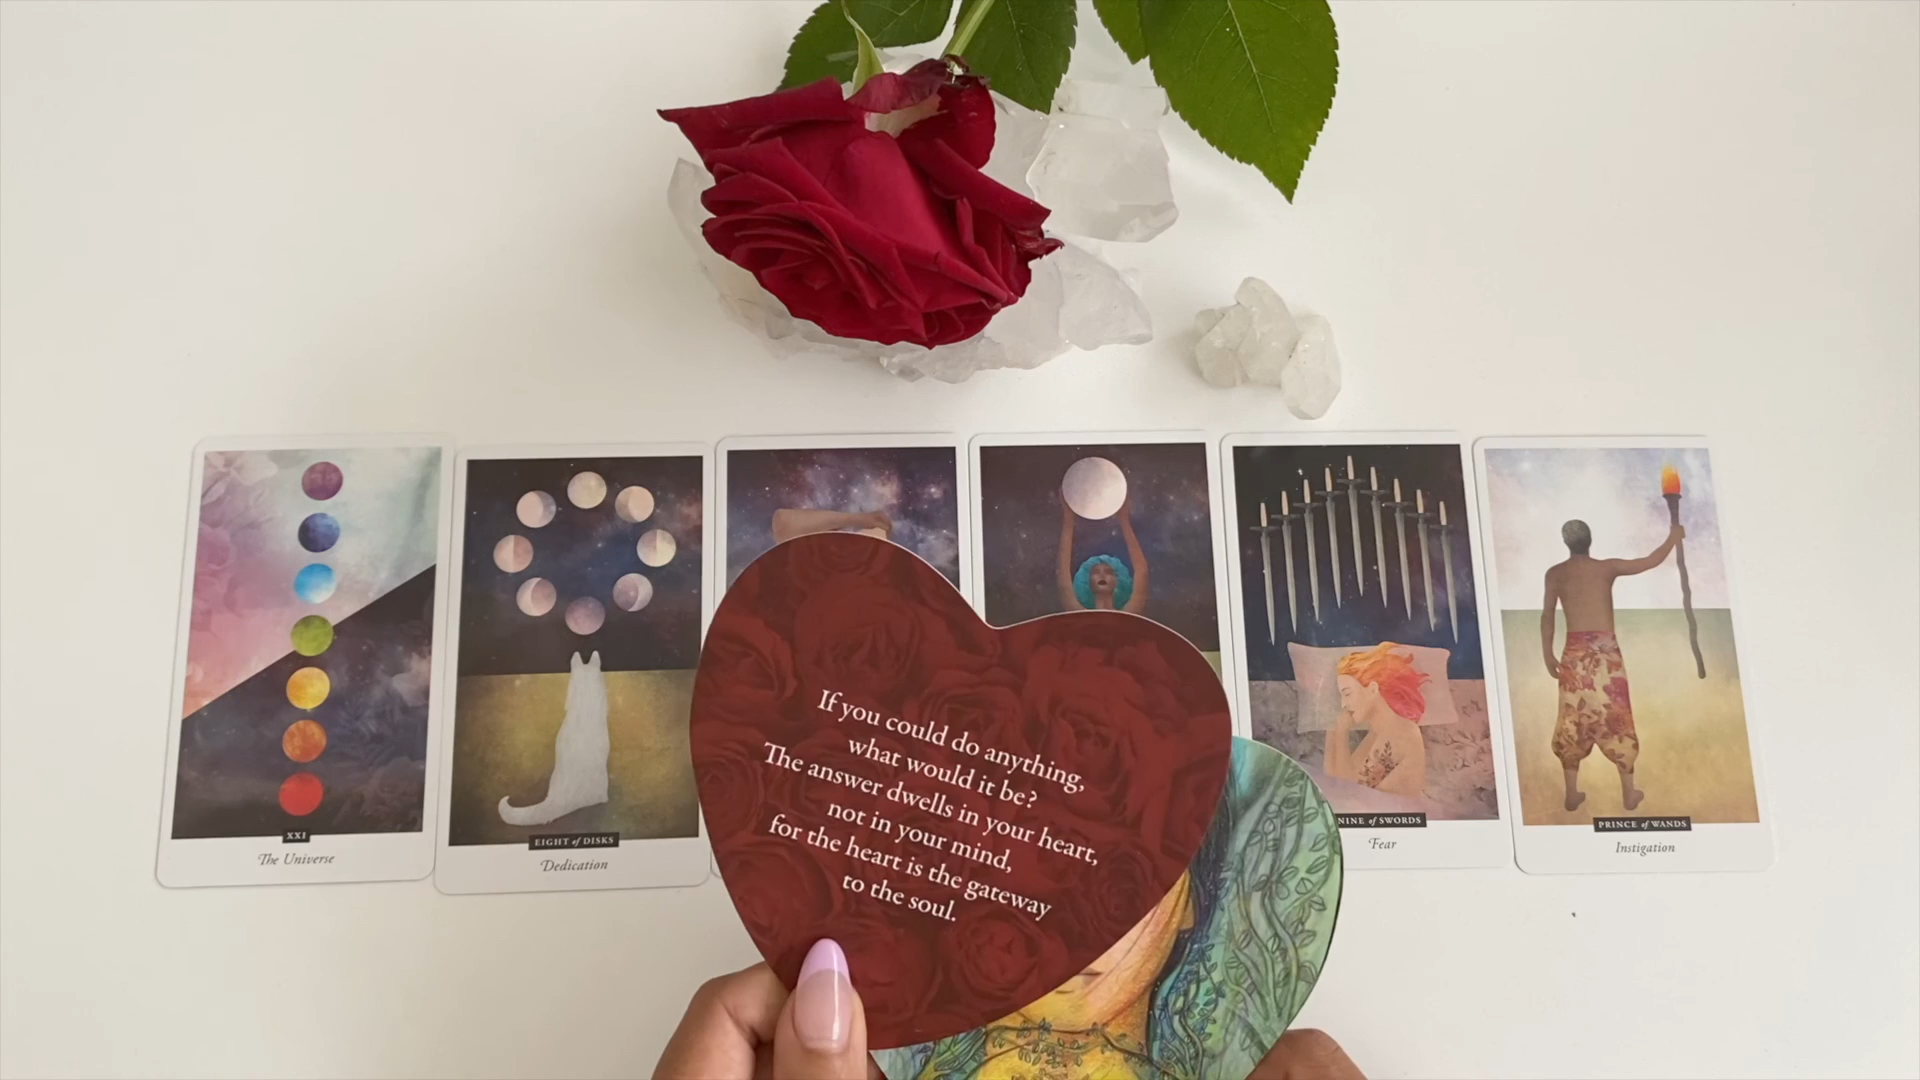 XXI
The Universe
EIGHT of DISKS
Dedication
NINE of SWORDS
Fear
PRINCE of WANDS
Instigation
If you could do anything,
what would it be?
The answer dwells in your heart,
not in your mind,
for the heart is the gateway
to the soul.